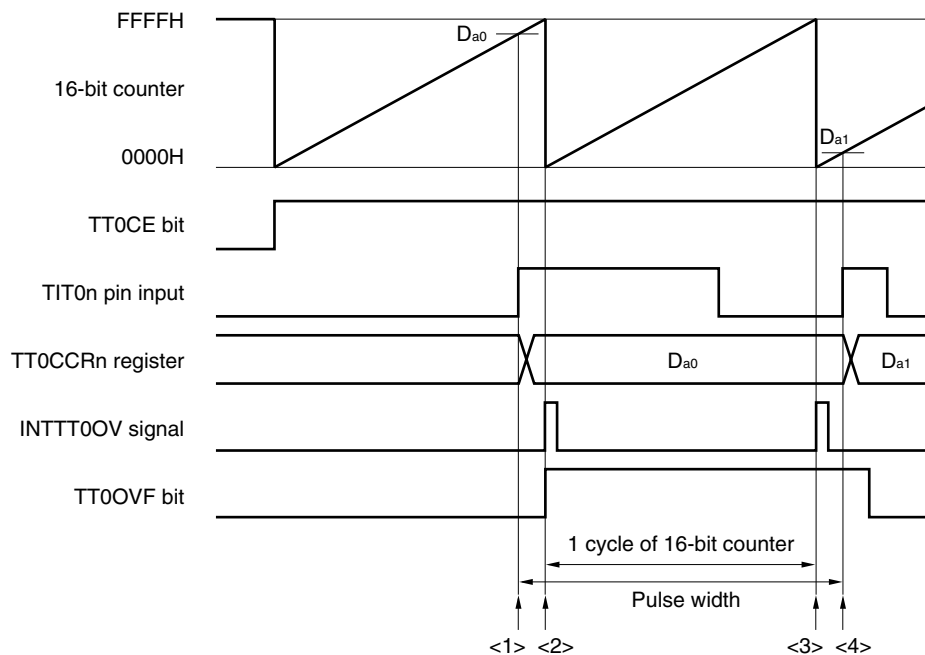 FFFFH
Da0
16-bit counter
0000H
Da1
TT0CE bit
TIT0n pin input
TT0CCRn register
Da0
Da1
INTTT0OV signal
TT0OVF bit
1 cycle of 16-bit counter
Pulse width
<1> <2> <3> <4>